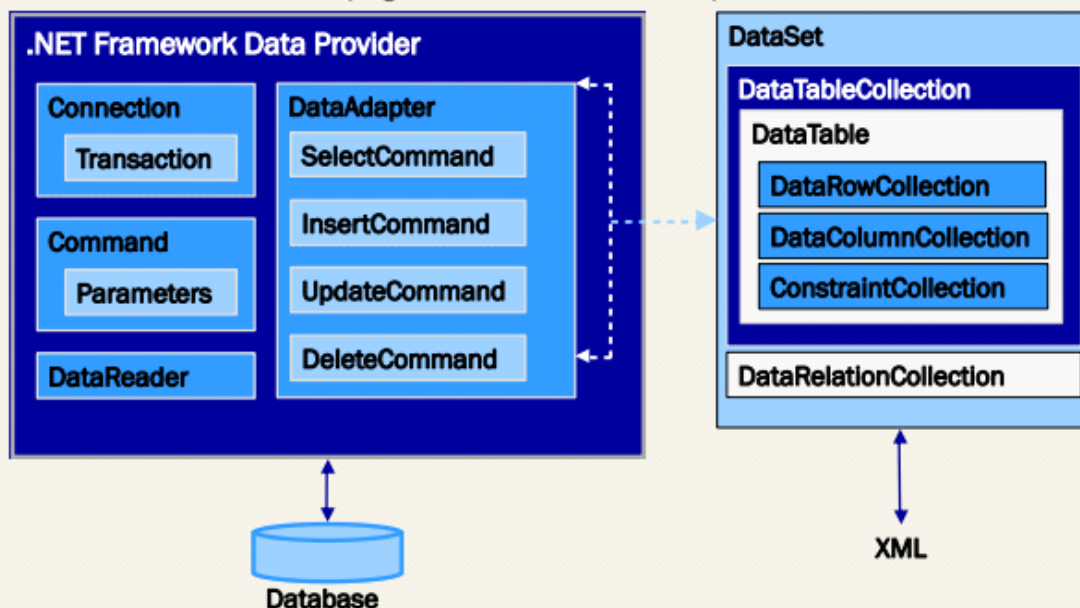 .NET Framework Data Provider
Connection
Transaction
Command
Parameters
DataReader
DataAdapter
SelectCommand
InsertCommand
UpdateCommand
DeleteCommand
Database
DataSet
DataTableCollection
DataTable
DataRowCollection
DataColumnCollection
ConstraintCollection
DataRelationCollection
XML